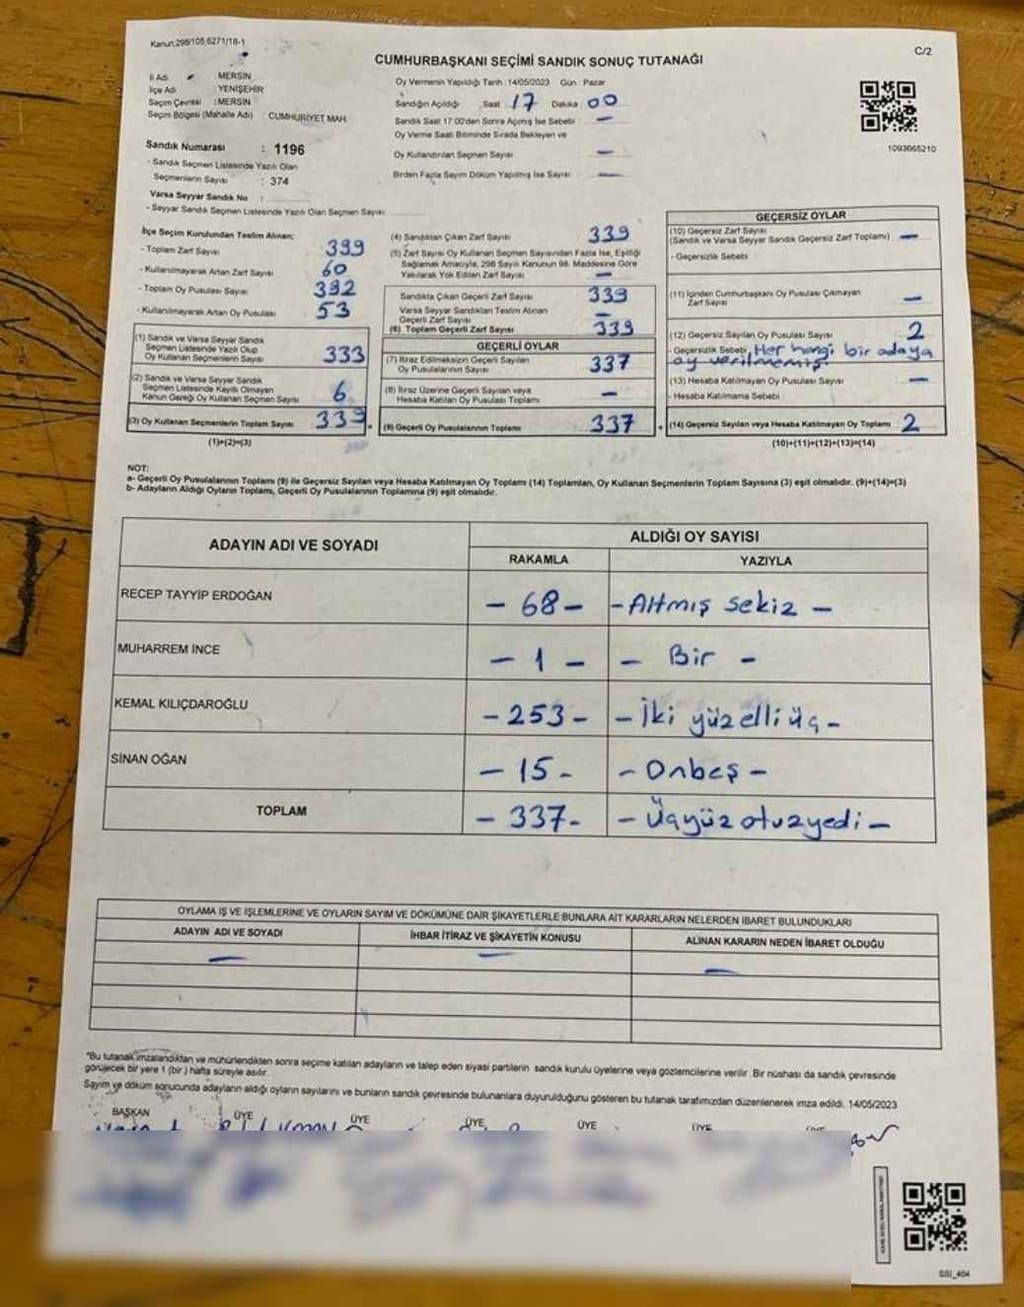 Kanun:298/105,6271/16-1
C/2
CUMHURBAŞKANI SEÇİMİ SANDIK SONUÇ TUTANAĞI
İl Adı : MERSİN
İlçe Adı : YENİŞEHİR
Seçim Çevresi : MERSİN
Seçim Bölgesi (Mahalle Adı) : CUMHURİYET MAH.
Sandık Numarası : 1196
- Sandık Seçmen Listesinde Yazılı Olan
Seçmenlerin Sayısı : 374
Varsa Seyyar Sandık No :
- Seyyar Sandık Seçmen Listesinde Yazılı Olan Seçmen Sayısı
Oy Vermenin Yapıldığı Tarih : 14/05/2023 Gün : Pazar
Sandığın Açıldığı Saat 17 Dakika 00
Sandık Saat 17:00'den Sonra Açılmış İse Sebebi : —
Oy Verme Saati Bitiminde Sırada Bekleyen ve
Oy Kullandırılan Seçmen Sayısı —
Birden Fazla Sayım Döküm Yapılmış İse Sayısı : —
1093665210
İlçe Seçim Kurulundan Teslim Alınan:
- Toplam Zarf Sayısı 399
- Kullanılmayarak Artan Zarf Sayısı 60
- Toplam Oy Pusulası Sayısı 392
- Kullanılmayarak Artan Oy Pusulası 53
(1) Sandık ve Varsa Seyyar Sandık
Seçmen Listesinde Yazılı Olup
Oy Kullanan Seçmenlerin Sayısı 333
(2) Sandık ve Varsa Seyyar Sandık
Seçmen Listesinde Kayıtlı Olmayan
Kanun Gereği Oy Kullanan Seçmen Sayısı 6
(3) Oy Kullanan Seçmenlerin Toplam Sayısı 339
(1)+(2)=(3)
(4) Sandıktan Çıkan Zarf Sayısı 339
(5) Zarf Sayısı Oy Kullanan Seçmen Sayısından Fazla İse, Eşitliği
Sağlamak Amacıyla, 298 Sayılı Kanunun 98. Maddesine Göre
Yakılarak Yok Edilen Zarf Sayısı —
Sandıkta Çıkan Geçerli Zarf Sayısı 339
Varsa Seyyar Sandıktan Teslim Alınan
Geçerli Zarf Sayısı —
(6) Toplam Geçerli Zarf Sayısı 339
GEÇERLİ OYLAR
(7) İtiraz Edilmeksizin Geçerli Sayılan
Oy Pusulalarının Sayısı 337
(8) İtiraz Üzerine Geçerli Sayılan veya
Hesaba Katılan Oy Pusulası Toplamı —
(9) Geçerli Oy Pusulalarının Toplamı 337
GEÇERSİZ OYLAR
(10) Geçersiz Zarf Sayısı
(Sandık ve Varsa Seyyar Sandık Geçersiz Zarf Toplamı) —
- Geçersizlik Sebebi
(11) İçinden Cumhurbaşkanı Oy Pusulası Çıkmayan
Zarf Sayısı —
(12) Geçersiz Sayılan Oy Pusulası Sayısı 2
- Geçersizlik Sebebi Her hangi bir adaya
oy verilmemiş.
(13) Hesaba Katılmayan Oy Pusulası Sayısı —
- Hesaba Katılmama Sebebi
(14) Geçersiz Sayılan veya Hesaba Katılmayan Oy Toplamı 2
(10)+(11)+(12)+(13)=(14)
NOT:
a- Geçerli Oy Pusulalarının Toplamı (9) ile Geçersiz Sayılan veya Hesaba Katılmayan Oy Toplamı (14) Toplamları, Oy Kullanan Seçmenlerin Toplam Sayısına (3) eşit olmalıdır. (9)+(14)=(3)
b- Adayların Aldığı Oyların Toplamı, Geçerli Oy Pusulalarının Toplamına (9) eşit olmalıdır.
ADAYIN ADI VE SOYADI
ALDIĞI OY SAYISI
RAKAMLA YAZIYLA
RECEP TAYYİP ERDOĞAN - 68 - - Altmış sekiz -
MUHARREM İNCE - 1 - - Bir -
KEMAL KILIÇDAROĞLU - 253 - - İki yüz elli üç -
SİNAN OĞAN - 15 - - Onbeş -
TOPLAM - 337 - - Üçyüz otuzyedi -
OYLAMA İŞ VE İŞLEMLERİNE VE OYLARIN SAYIM VE DÖKÜMÜNE DAİR ŞİKAYETLERLE BUNLARA AİT KARARLARIN NELERDEN İBARET BULUNDUKLARI
ADAYIN ADI VE SOYADI İHBAR İTİRAZ VE ŞİKAYETİN KONUSU ALINAN KARARIN NEDEN İBARET OLDUĞU
— — —
"Bu tutanak imzalandıktan ve mühürlendikten sonra seçime katılan adayların ve talep eden siyasi partilerin sandık kurulu üyelerine veya gözlemcilerine verilir. Bir nüshası da sandık çevresinde
görülecek bir yere 1 (bir) hafta süreyle asılır.
Sayım ve döküm sonucunda adayların aldığı oyların sayılarını ve bunların sandık çevresinde bulunanlara duyurulduğunu gösteren bu tutanak tarafımızdan düzenlenerek imza edildi. 14/05/2023
BAŞKAN ÜYE ÜYE ÜYE ÜYE ÜYE